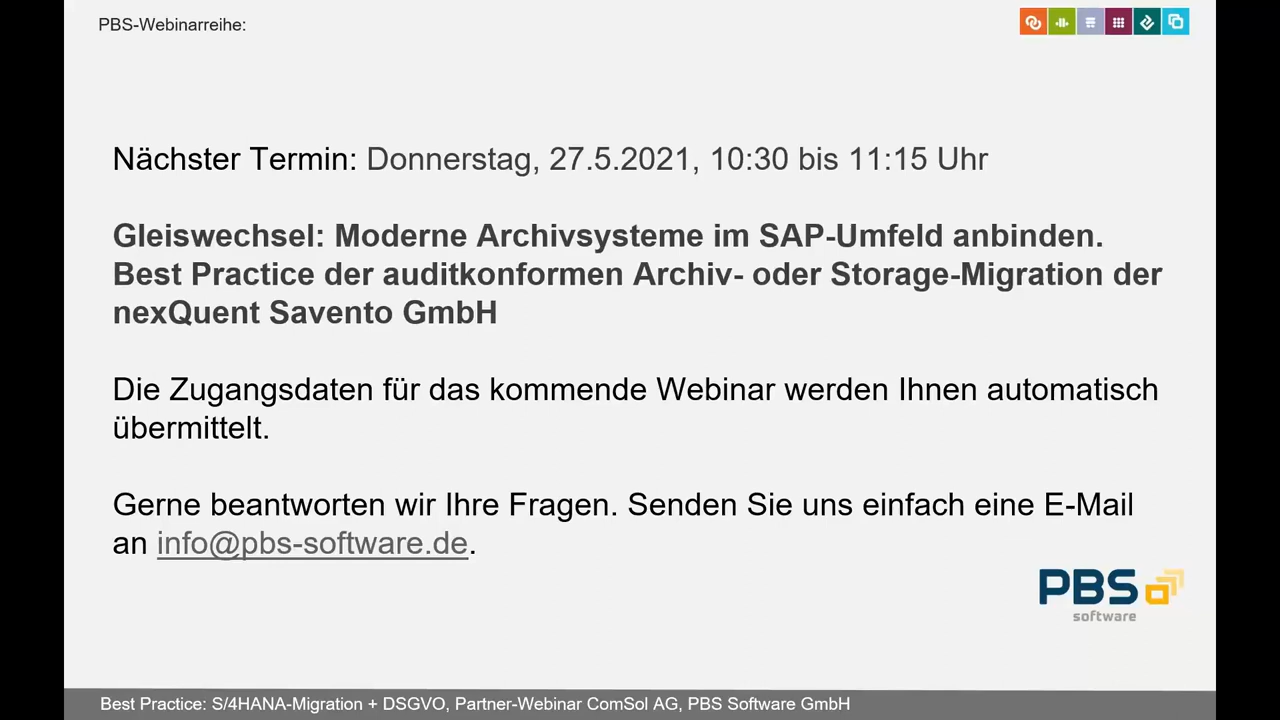 PBS-Webinarreihe:
Nächster Termin: Donnerstag, 27.5.2021, 10:30 bis 11:15 Uhr
Gleiswechsel: Moderne Archivsysteme im SAP-Umfeld anbinden.
Best Practice der auditkonformen Archiv- oder Storage-Migration der
nexQuent Savento GmbH
Die Zugangsdaten für das kommende Webinar werden Ihnen automatisch
übermittelt.
Gerne beantworten wir Ihre Fragen. Senden Sie uns einfach eine E-Mail
an info@pbs-software.de.
PBS
software
Best Practice: S/4HANA-Migration + DSGVO, Partner-Webinar ComSol AG, PBS Software GmbH